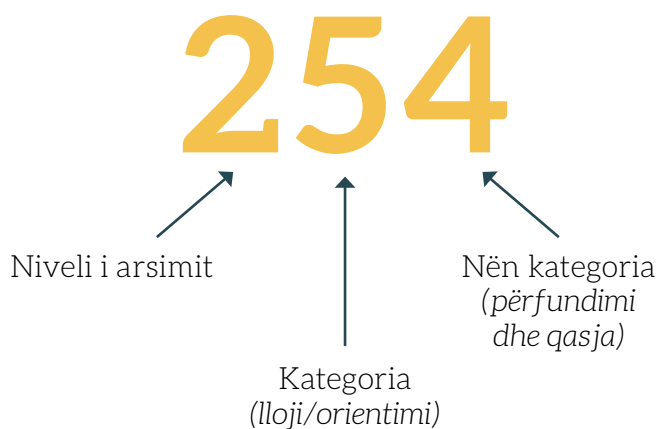 254
Niveli i arsimit
Nën kategoria
(përfundimi
dhe qasja)
Kategoria
(lloji/orientimi)